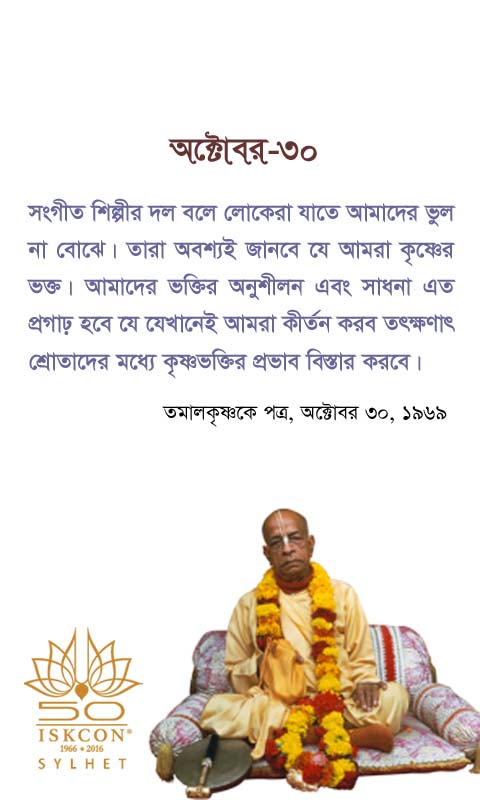 অক্টোবর-৩০
সংগীত শিল্পীর দল বলে লোকেরা যাতে আমাদের ভুল
না বোঝে। তারা অবশ্যই জানবে যে আমরা কৃষ্ণের
ভক্ত। আমাদের ভক্তির অনুশীলন এবং সাধনা এত
প্রগাঢ় হবে যে যেখানেই আমরা কীর্তন করব তৎক্ষণাৎ
শ্রোতাদের মধ্যে কৃষ্ণভক্তির প্রভাব বিস্তার করবে।
তমালকৃষ্ণকে পত্র, অক্টোবর ৩০, ১৯৬৯
50
ISKCON®
1966 • 2016
SYLHET